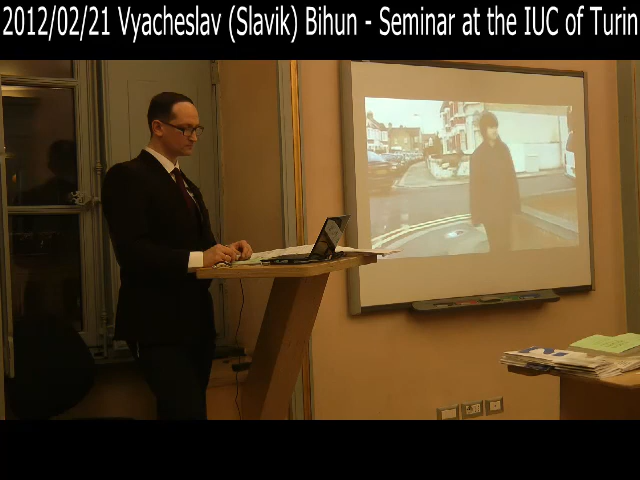 2012/02/21 Vyacheslav (Slavik) Bihun - Seminar at the IUC of Turin